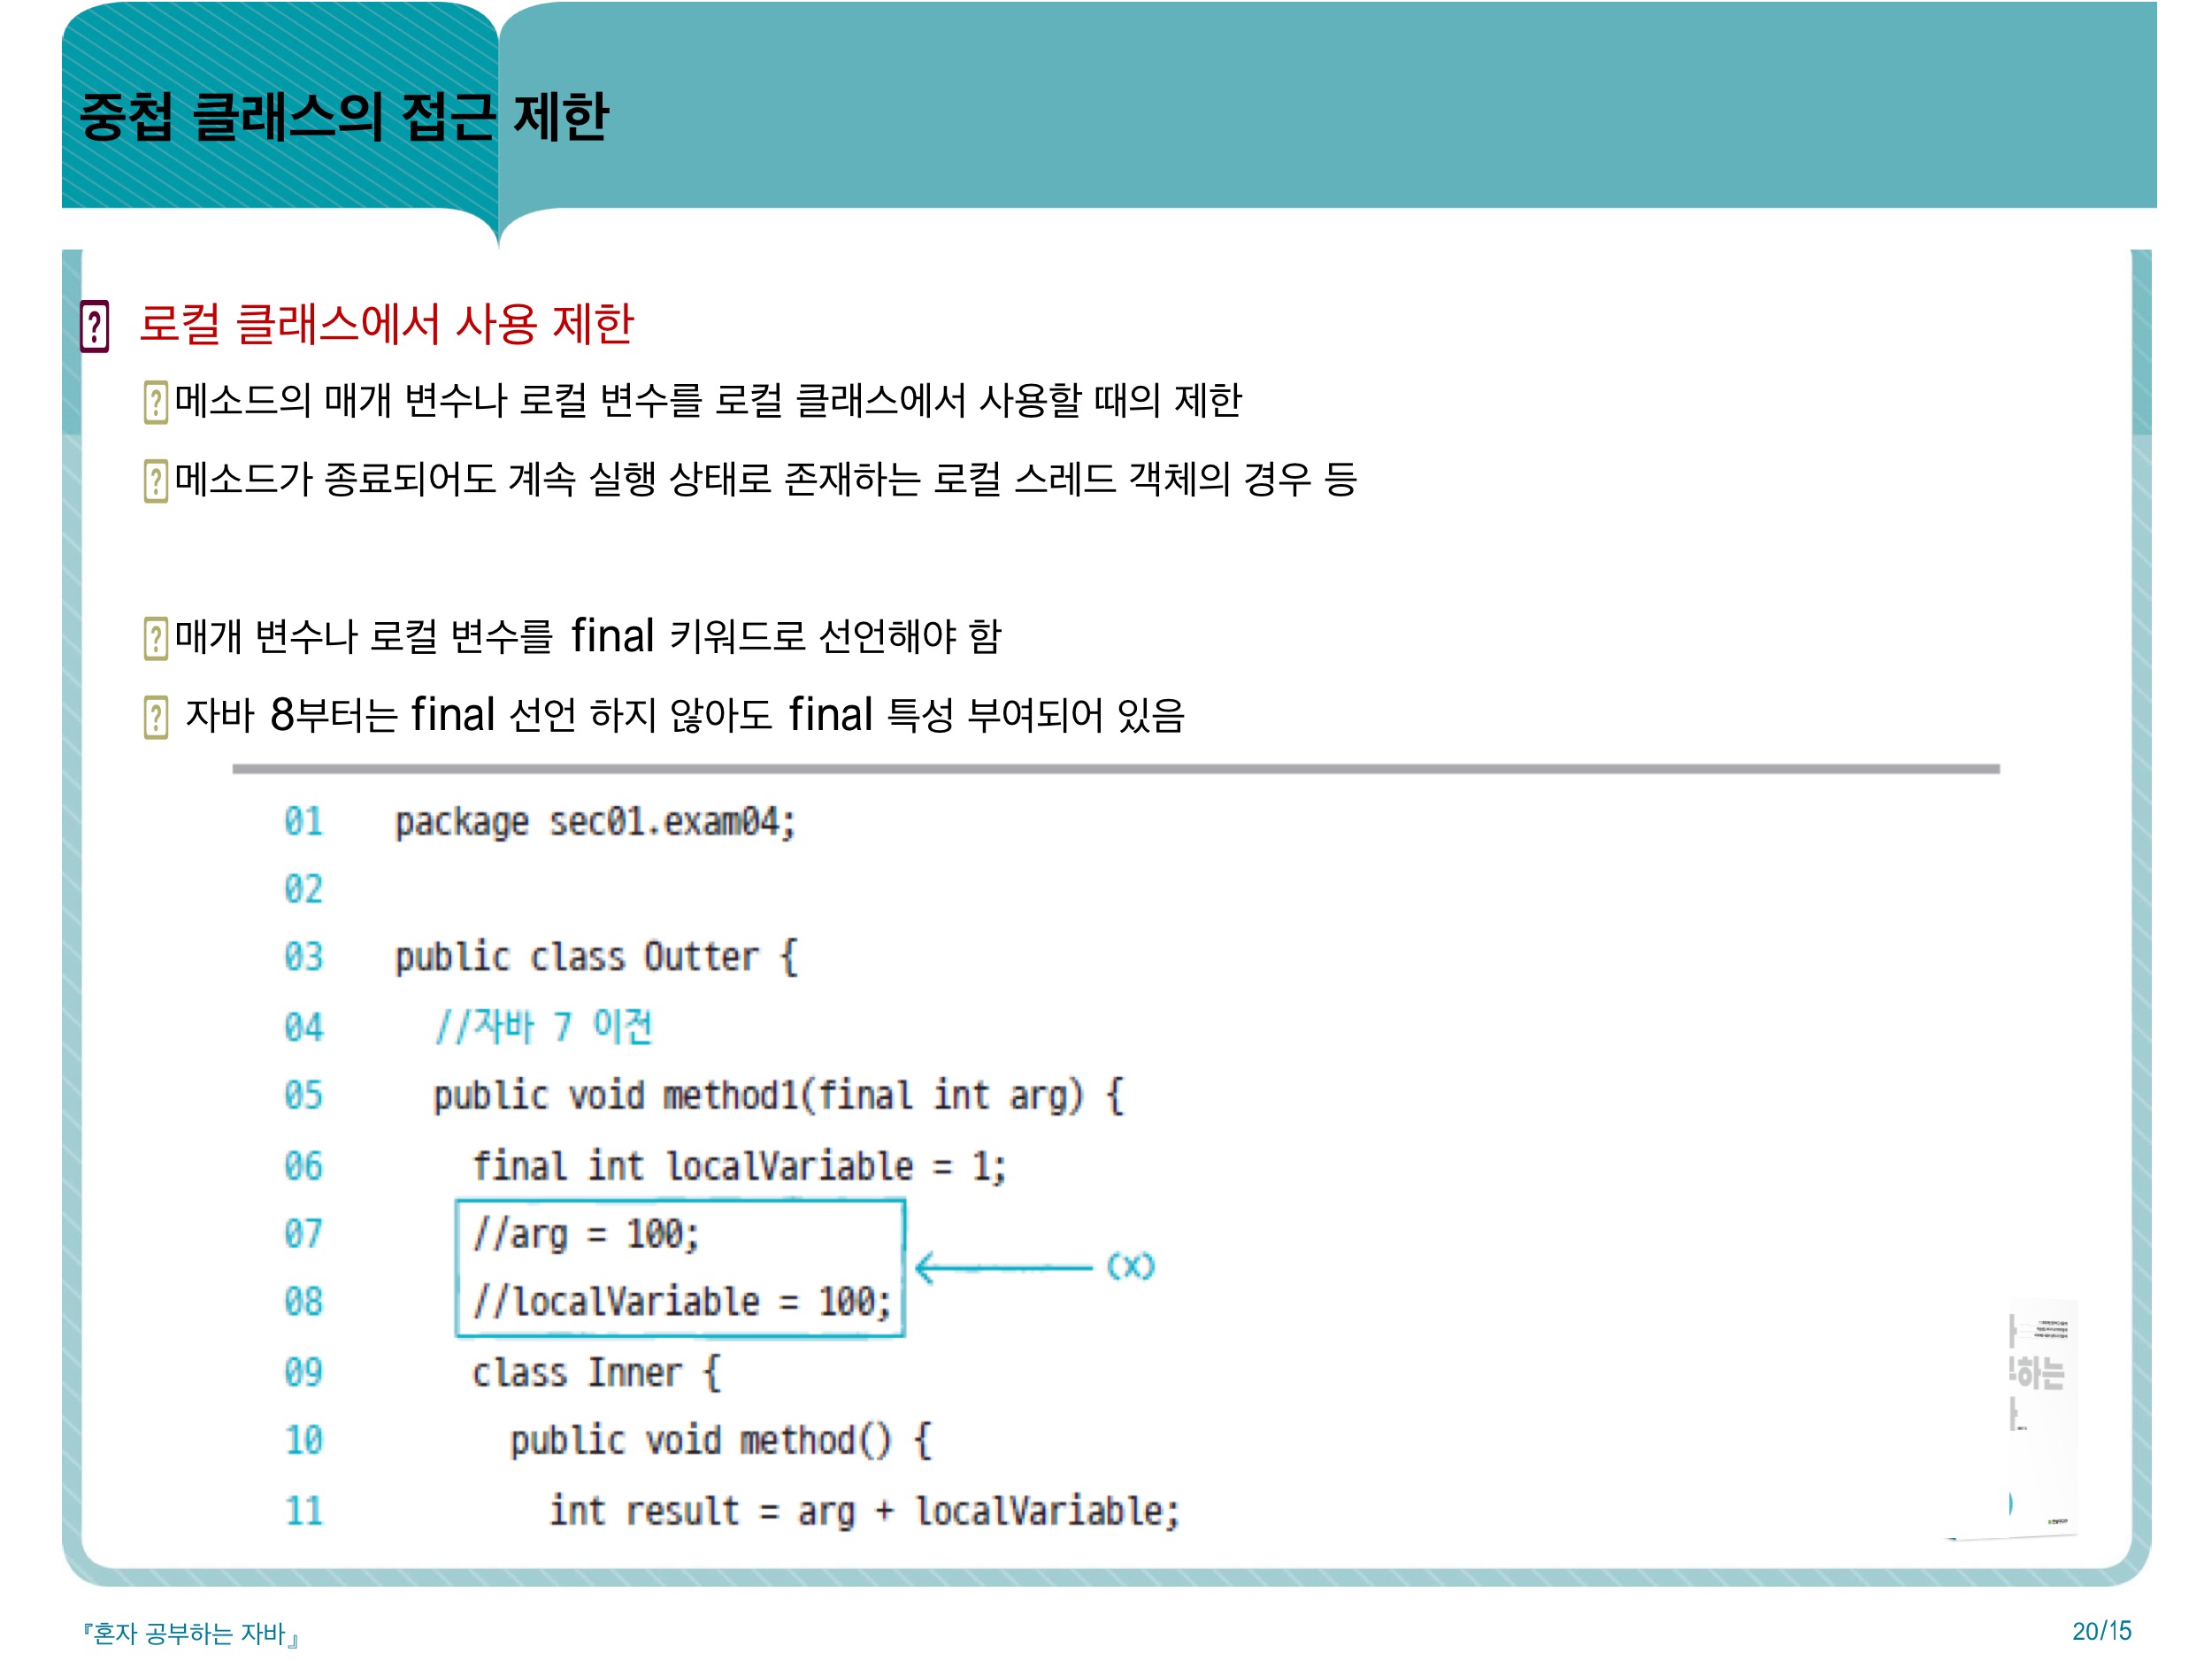 중첩 클래스의 접근 제한
로컬 클래스에서 사용 제한
메소드의 매개 변수나 로컬 변수를 로컬 클래스에서 사용할 때의 제한
메소드가 종료되어도 계속 실행 상태로 존재하는 로컬 스레드 객체의 경우 등
매개 변수나 로컬 변수를 final 키워드로 선언해야 함
자바 8부터는 final 선언 하지 않아도 final 특성 부여되어 있음
01 package sec01.exam04;
02
03 public class Outter {
04 //자바 7 이전
05 public void method1(final int arg) {
06 final int localVariable = 1;
07 //arg = 100;
(x)
08 //localVariable = 100;
09 class Inner {
10 public void method() {
11 int result = arg + localVariable;
하는
『혼자 공부하는 자바』
20/15